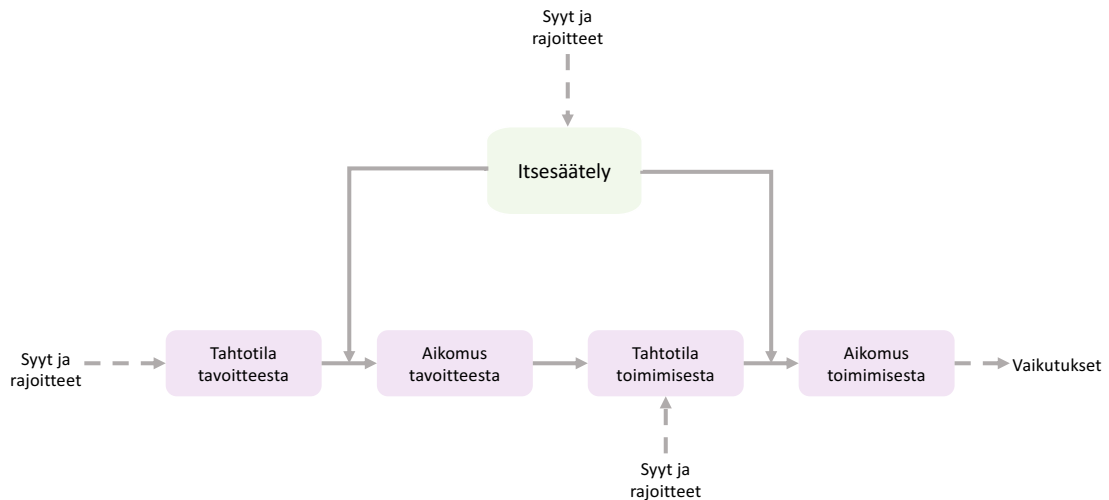 Syyt ja
rajoitteet
Itsesäätely
Syyt ja
rajoitteet
Tahtotila
tavoitteesta
Aikomus
tavoitteesta
Tahtotila
toimimisesta
Aikomus
toimimisesta
Vaikutukset
Syyt ja
rajoitteet